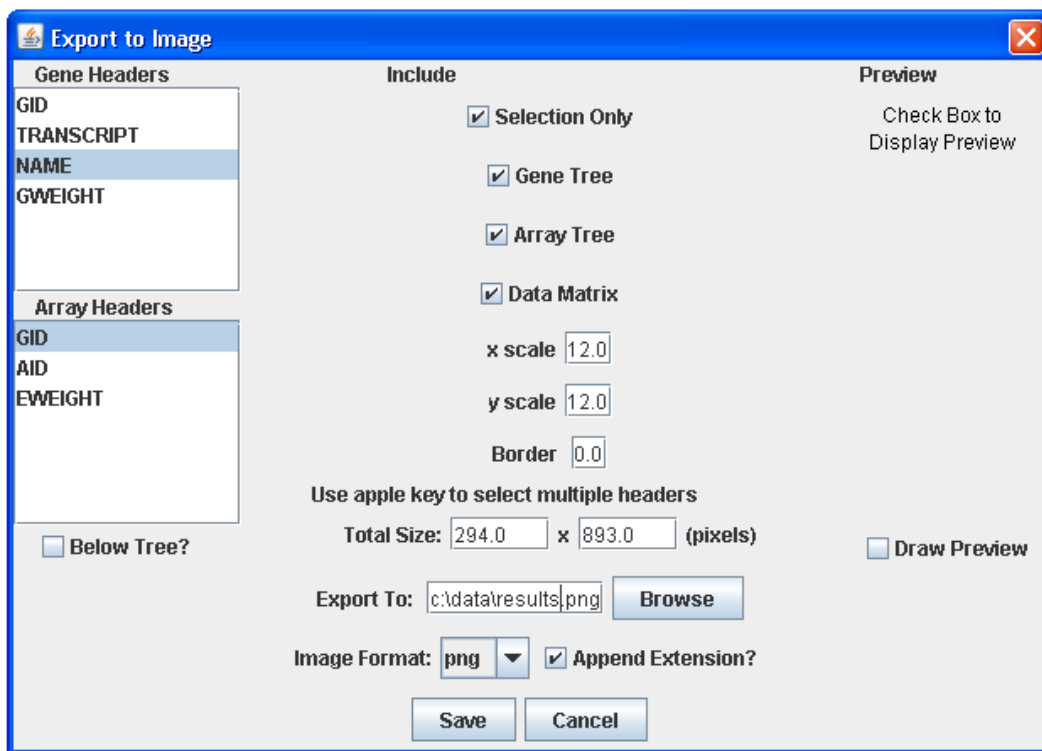 Export to Image
Gene Headers
GID
TRANSCRIPT
NAME
GWEIGHT
Array Headers
GID
AID
EWEIGHT
Below Tree?
Include
Selection Only
Gene Tree
Array Tree
Data Matrix
x scale 12.0
y scale 12.0
Border 0.0
Use apple key to select multiple headers
Total Size: 294.0 x 893.0 (pixels)
Export To: c:\data\results.png Browse
Image Format: png Append Extension?
Save Cancel
Preview
Check Box to
Display Preview
Draw Preview